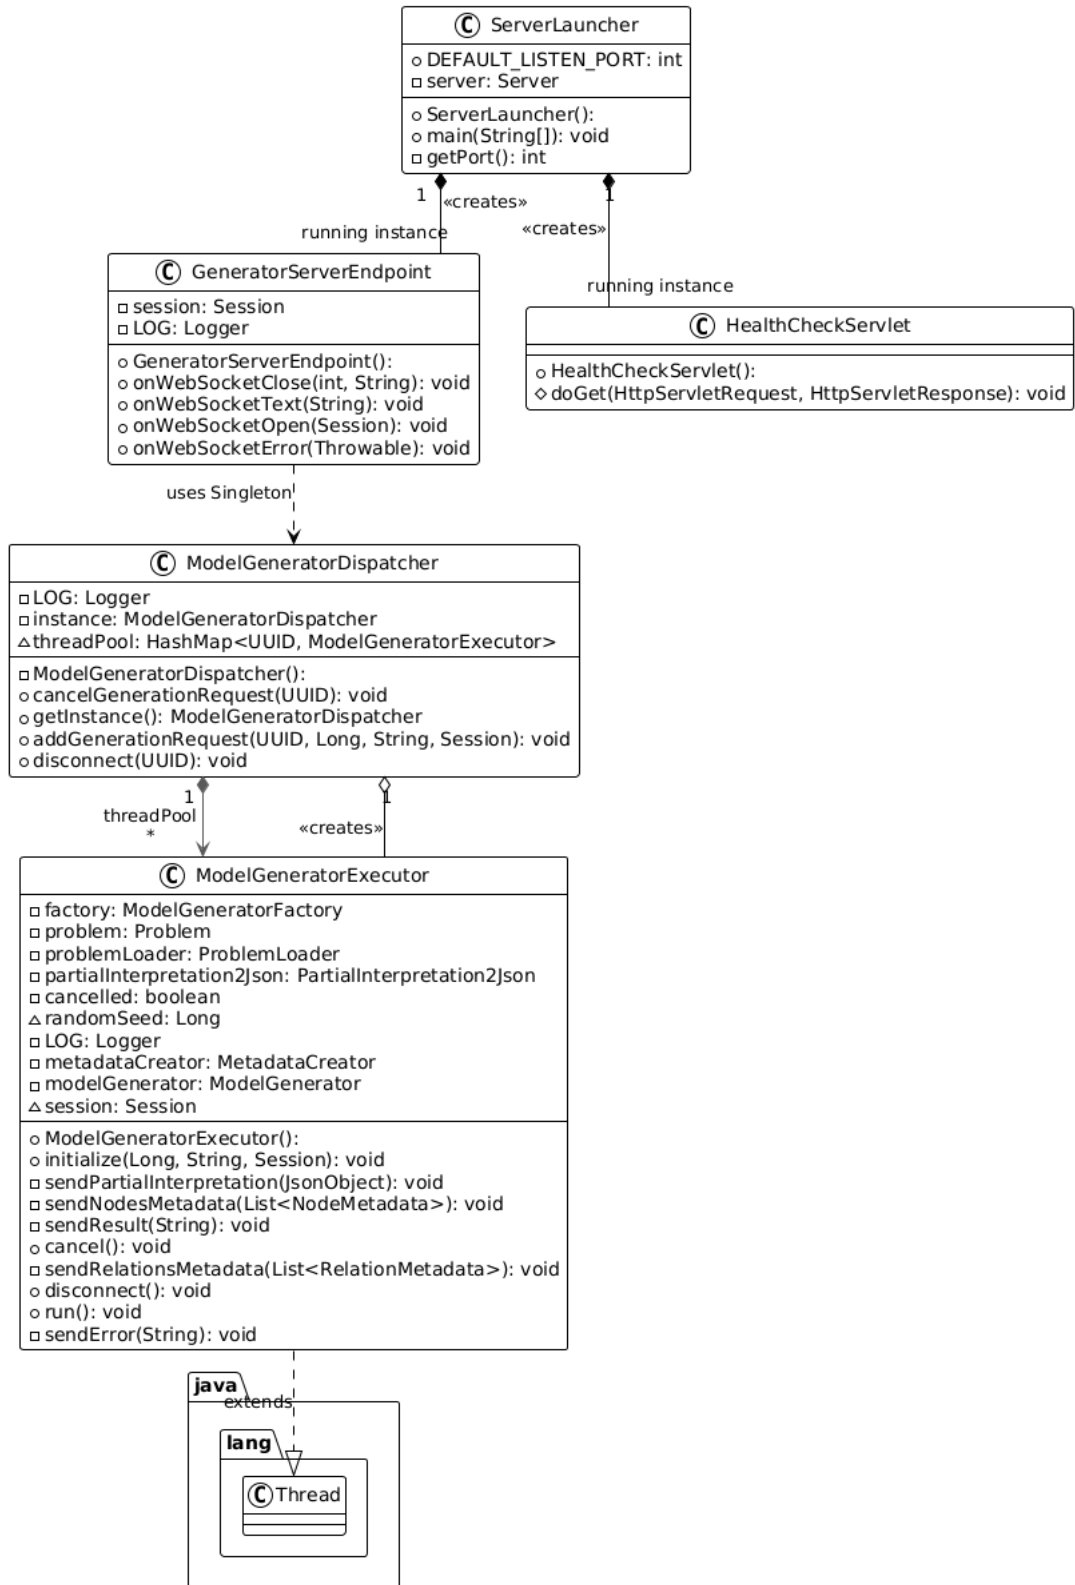 C ServerLauncher
DEFAULT_LISTEN_PORT: int
server: Server
ServerLauncher():
main(String[]): void
getPort(): int
1
«creates»
running instance
1
«creates»
running instance
C GeneratorServerEndpoint
session: Session
LOG: Logger
GeneratorServerEndpoint():
onWebSocketClose(int, String): void
onWebSocketText(String): void
onWebSocketOpen(Session): void
onWebSocketError(Throwable): void
C HealthCheckServlet
HealthCheckServlet():
doGet(HttpServletRequest, HttpServletResponse): void
uses Singleton
C ModelGeneratorDispatcher
LOG: Logger
instance: ModelGeneratorDispatcher
threadPool: HashMap<UUID, ModelGeneratorExecutor>
ModelGeneratorDispatcher():
cancelGenerationRequest(UUID): void
getInstance(): ModelGeneratorDispatcher
addGenerationRequest(UUID, Long, String, Session): void
disconnect(UUID): void
1
threadPool
*
1
«creates»
C ModelGeneratorExecutor
factory: ModelGeneratorFactory
problem: Problem
problemLoader: ProblemLoader
partialInterpretation2Json: PartialInterpretation2Json
cancelled: boolean
randomSeed: Long
LOG: Logger
metadataCreator: MetadataCreator
modelGenerator: ModelGenerator
session: Session
ModelGeneratorExecutor():
initialize(Long, String, Session): void
sendPartialInterpretation(JsonObject): void
sendNodesMetadata(List<NodeMetadata>): void
sendResult(String): void
cancel(): void
sendRelationsMetadata(List<RelationMetadata>): void
disconnect(): void
run(): void
sendError(String): void
java
extends
lang
C Thread